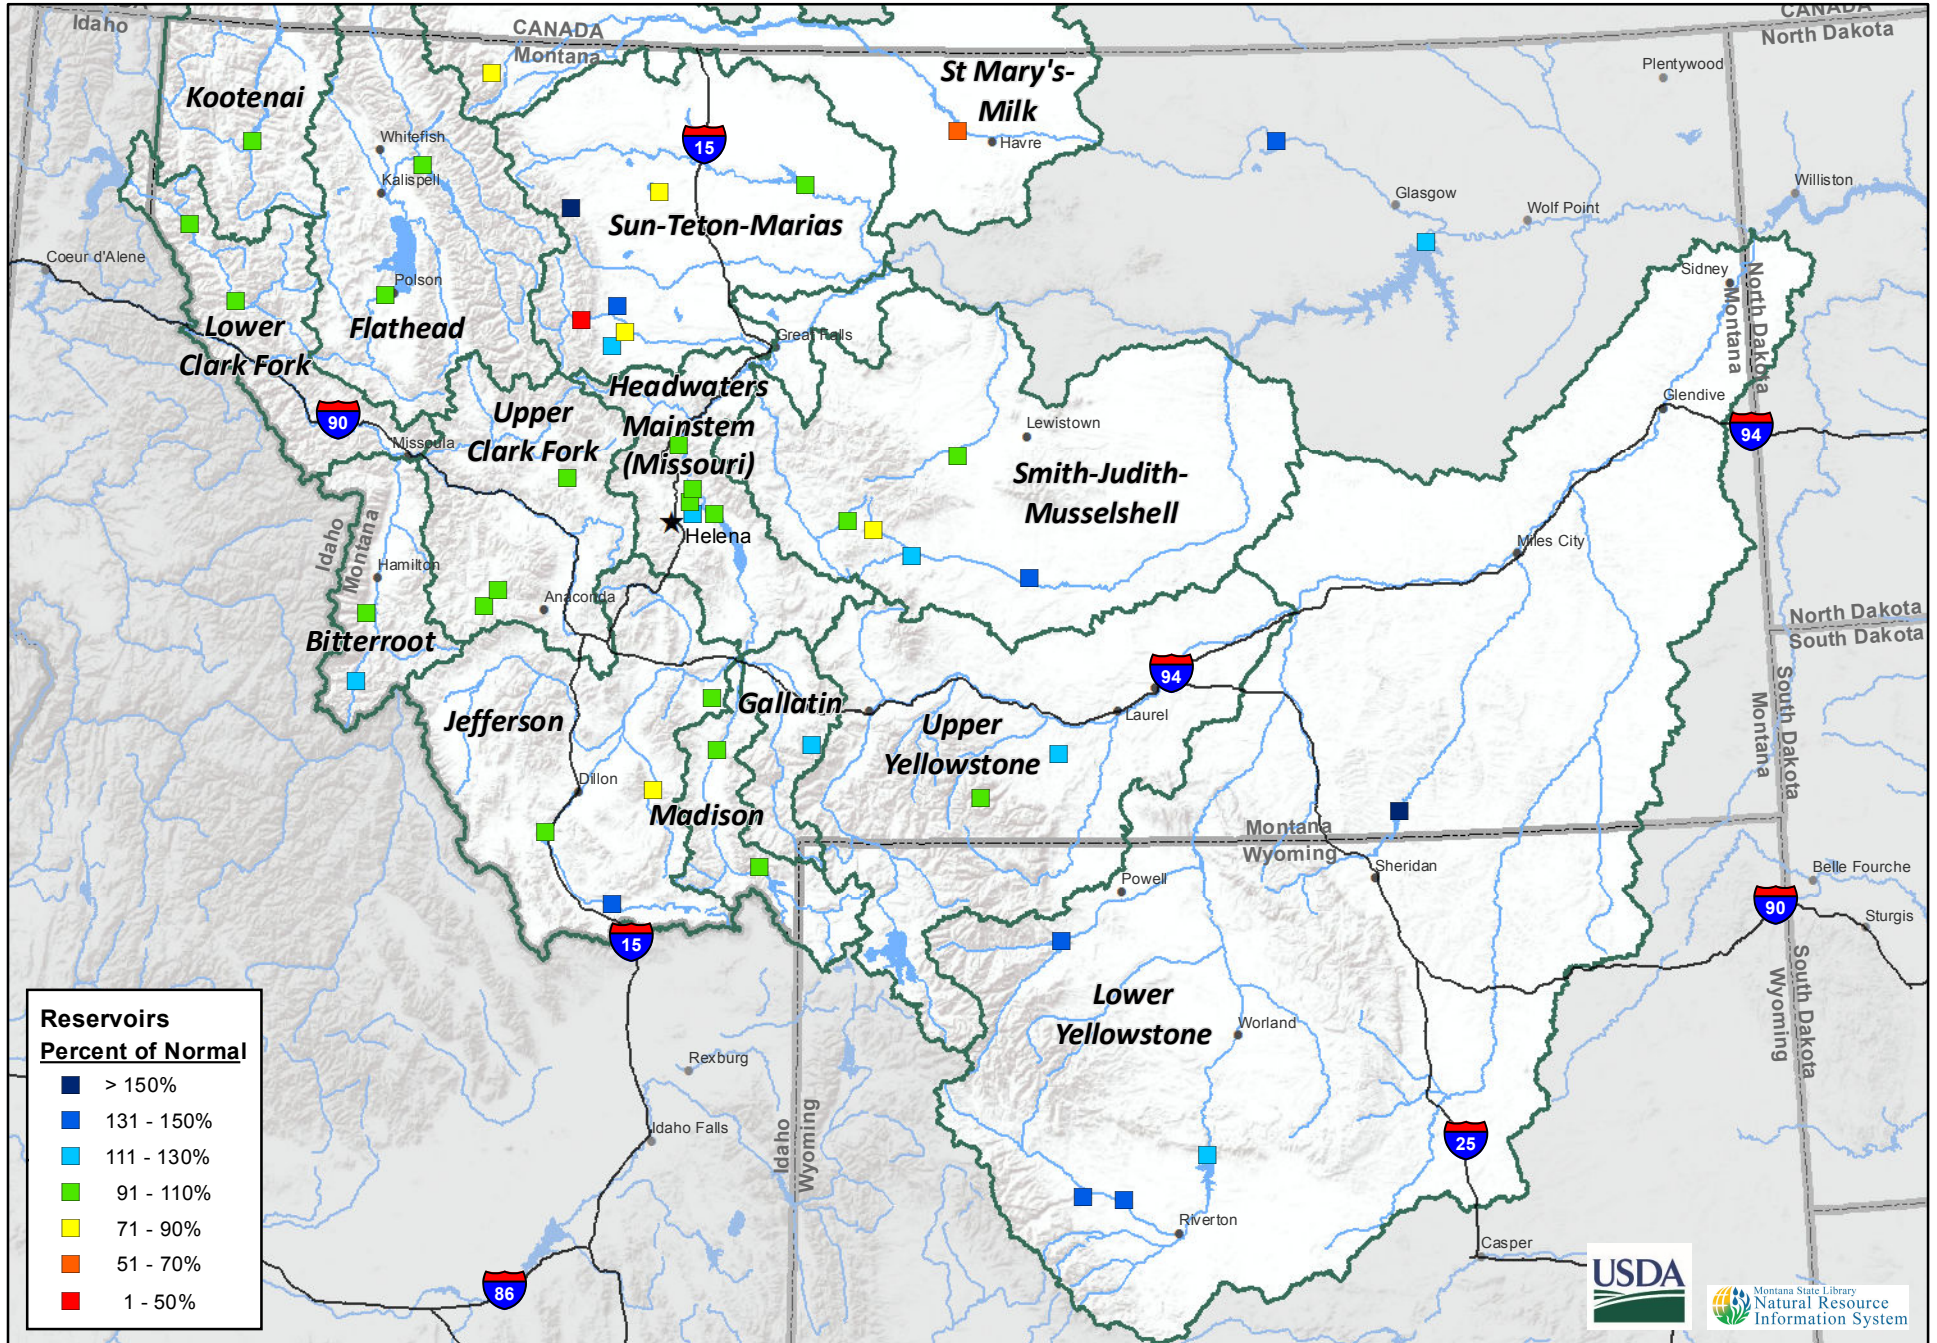 CANADA
Idaho
CANADA
Montana
CANADA
North Dakota
Plentywood
St Mary's-
Milk
Kootenai
Whitefish
15
Havre
Kalispell
Glasgow
Wolf Point
Williston
Sun-Teton-Marias
Coeur d'Alene
Polson
Sidney
North Dakota
Montana
Lower
Clark Fork
Flathead
Great Falls
Headwaters
Mainstem
(Missouri)
Upper
Clark Fork
90
Missoula
Lewistown
Glendive
94
Smith-Judith-
Musselshell
Idaho
Montana
Helena
Miles City
Hamilton
Anaconda
North Dakota
South Dakota
Bitterroot
94
South Dakota
Montana
Jefferson
Gallatin
Laurel
Upper
Yellowstone
Dillon
Madison
Montana
Wyoming
Sheridan
Powell
Belle Fourche
90
Sturgis
15
South Dakota
Wyoming
Lower
Yellowstone
Worland
Rexburg
Idaho Falls
Idaho
Wyoming
25
Riverton
Casper
86
Reservoirs
Percent of Normal
> 150%
131 - 150%
111 - 130%
91 - 110%
71 - 90%
51 - 70%
1 - 50%
USDA
Montana State Library
Natural Resource
Information System